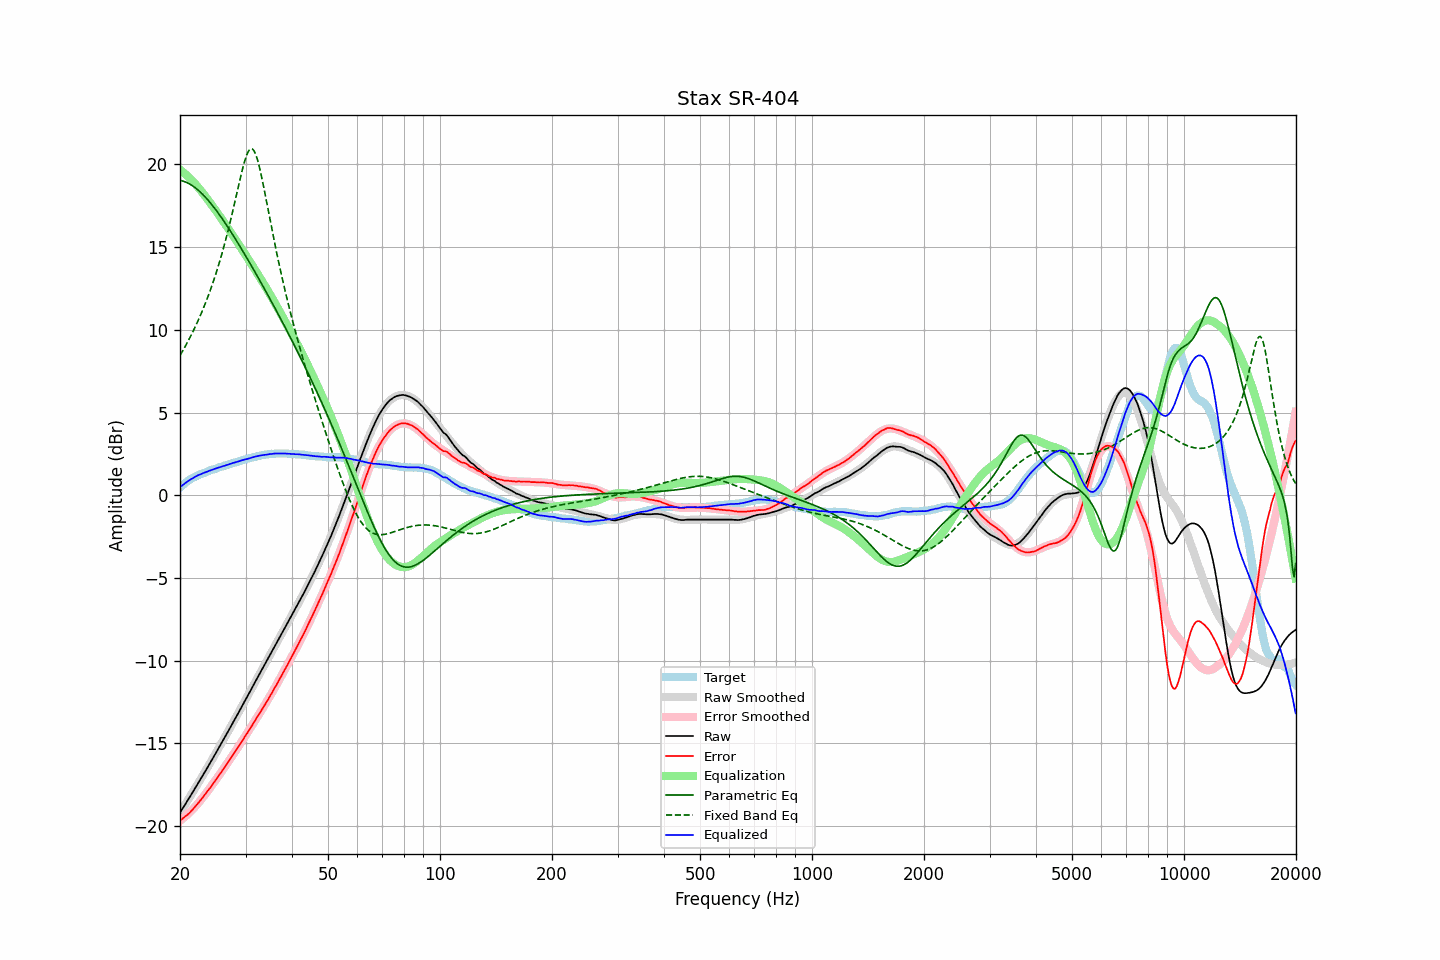 Stax SR-404
Amplitude (dBr)
20
15
10
5
0
−5
−10
−15
−20
Target
Raw Smoothed
Error Smoothed
Raw
Error
Equalization
Parametric Eq
Fixed Band Eq
Equalized
20 50 100 200 500 1000 2000 5000 10000 20000
Frequency (Hz)